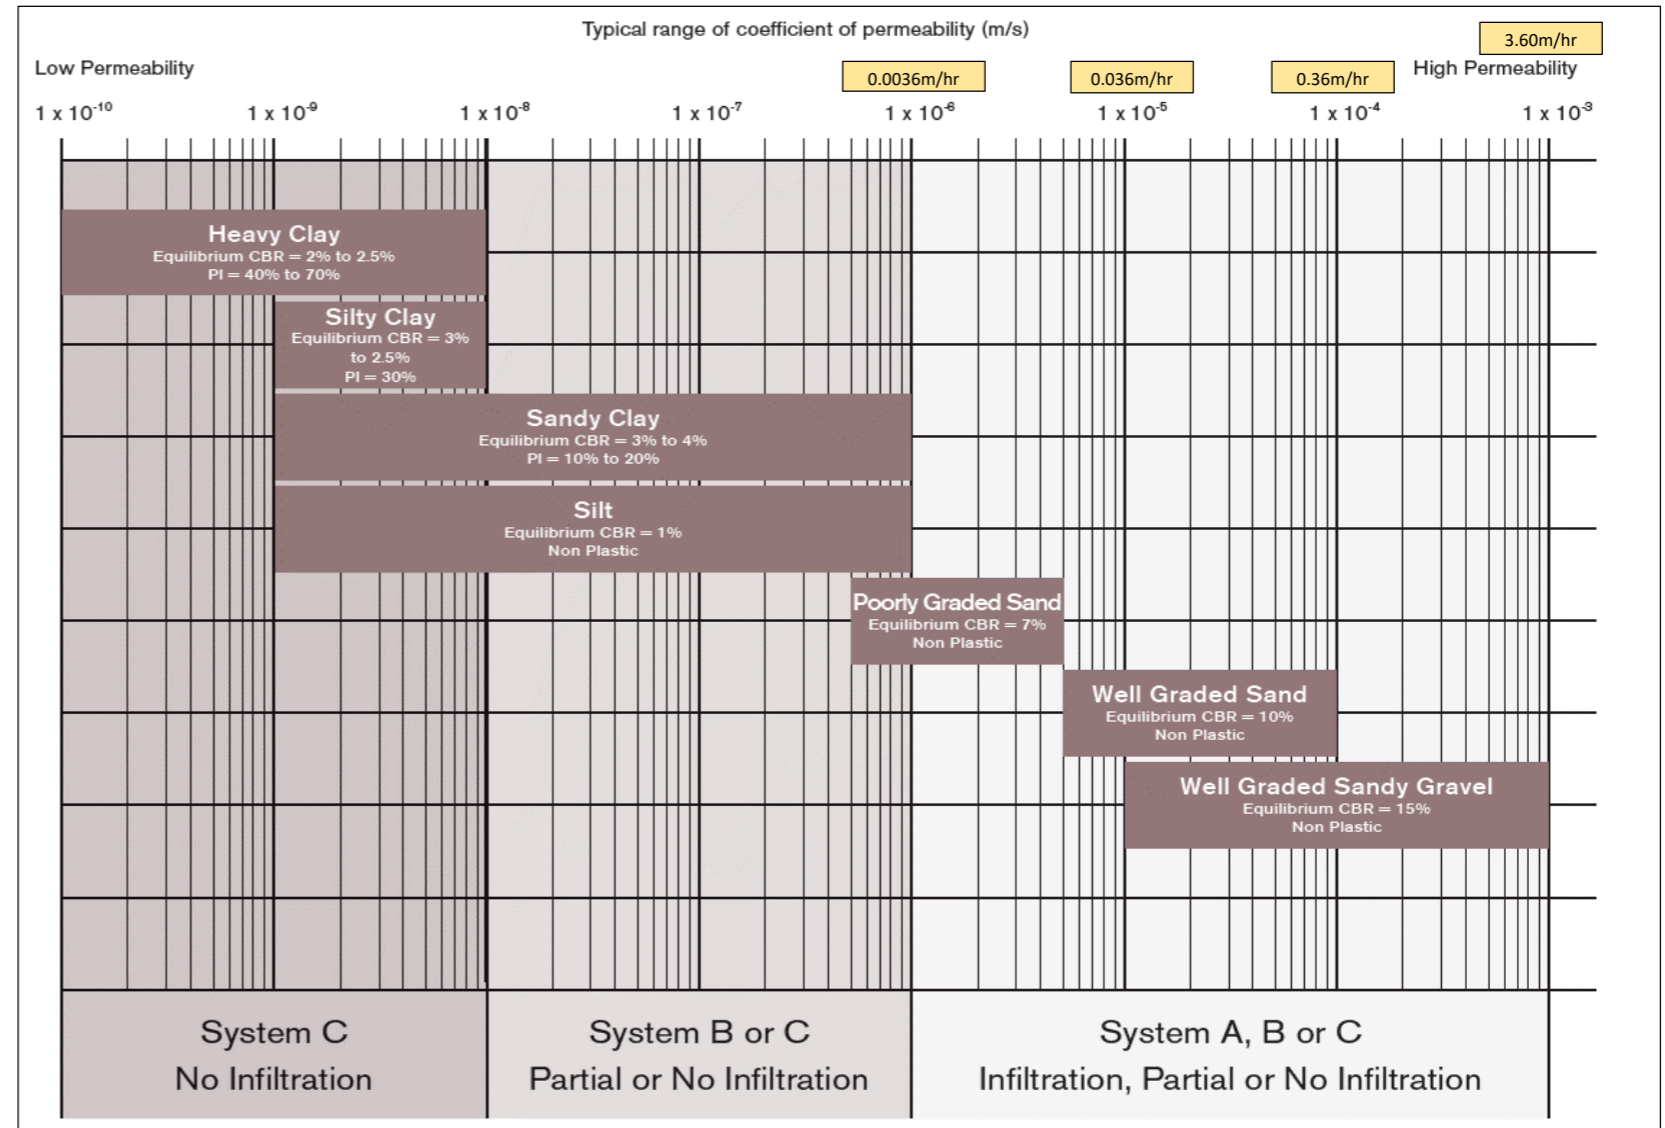 Typical range of coefficient of permeability (m/s)
3.60m/hr
Low Permeability
0.0036m/hr
0.036m/hr
0.36m/hr
High Permeability
1 x 10⁻¹⁰
1 x 10⁻⁹
1 x 10⁻⁸
1 x 10⁻⁷
1 x 10⁻⁶
1 x 10⁻⁵
1 x 10⁻⁴
1 x 10⁻³
Heavy Clay
Equilibrium CBR = 2% to 2.5%
PI = 40% to 70%
Silty Clay
Equilibrium CBR = 3%
to 2.5%
PI = 30%
Sandy Clay
Equilibrium CBR = 3% to 4%
PI = 10% to 20%
Silt
Equilibrium CBR = 1%
Non Plastic
Poorly Graded Sand
Equilibrium CBR = 7%
Non Plastic
Well Graded Sand
Equilibrium CBR = 10%
Non Plastic
Well Graded Sandy Gravel
Equilibrium CBR = 15%
Non Plastic
System C
No Infiltration
System B or C
Partial or No Infiltration
System A, B or C
Infiltration, Partial or No Infiltration